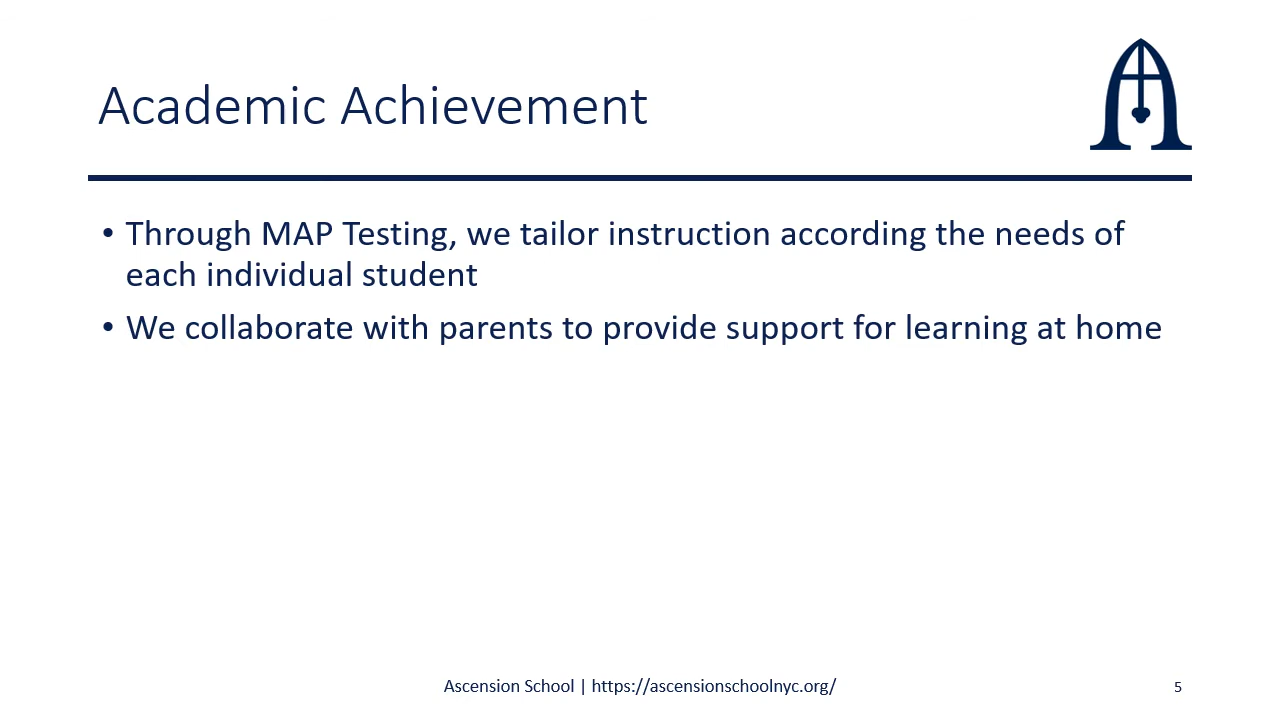 Academic Achievement
• Through MAP Testing, we tailor instruction according the needs of
each individual student
• We collaborate with parents to provide support for learning at home
Ascension School | https://ascensionschoolnyc.org/
5